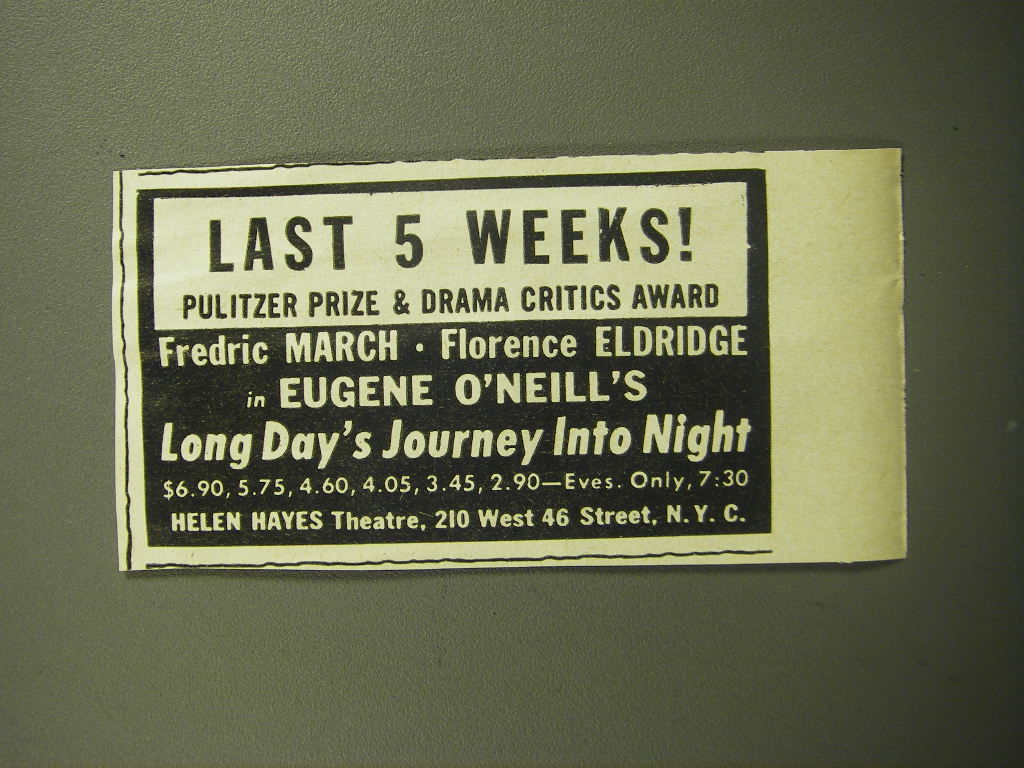 LAST 5 WEEKS!
PULITZER PRIZE & DRAMA CRITICS AWARD
Fredric MARCH · Florence ELDRIDGE
in EUGENE O'NEILL'S
Long Day's Journey Into Night
$6.90, 5.75, 4.60, 4.05, 3.45, 2.90—Eves. Only, 7:30
HELEN HAYES Theatre, 210 West 46 Street, N. Y. C.